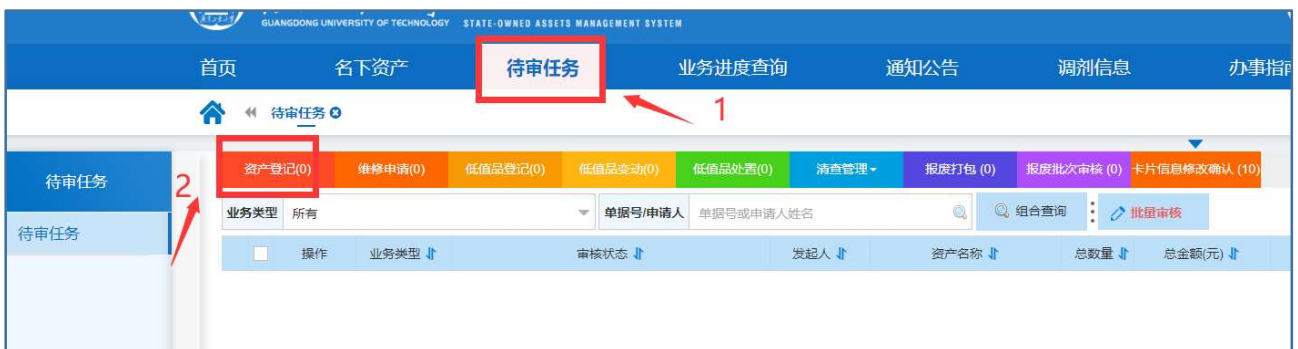 GUANGDONG UNIVERSITY OF TECHNOLOGY STATE-OWNED ASSETS MANAGEMENT SYSTEM
首页 名下资产 待审任务 业务进度查询 通知公告 调剂信息 办事指
待审任务
1
待审任务
待审任务
2
资产登记(0) 维修申请(0) 低值品登记(0) 低值品变动(0) 低值品处置(0) 清查管理 报废打包 (0) 报废批次审核 (0) 卡片信息修改确认 (10)
业务类型 所有 单据号/申请人 单据号或申请人姓名 组合查询 批量审核
操作 业务类型 审核状态 发起人 资产名称 总数量 总金额(元)